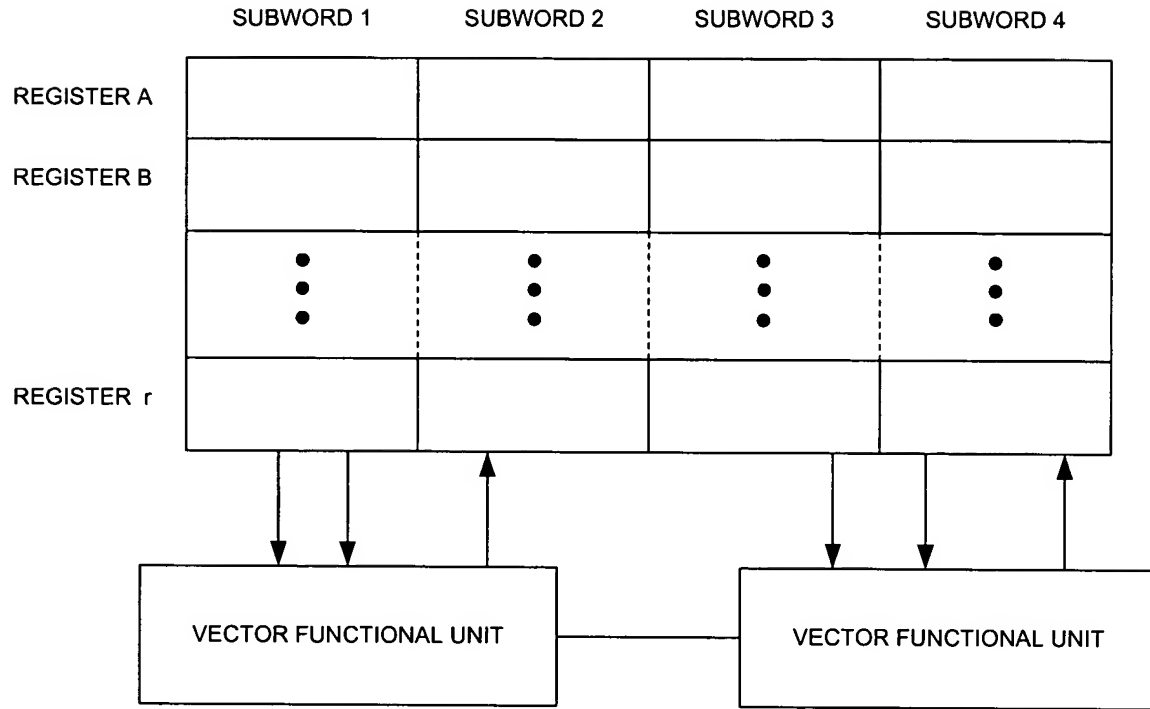 SUBWORD 1 SUBWORD 2 SUBWORD 3 SUBWORD 4
REGISTER A
REGISTER B
REGISTER r
VECTOR FUNCTIONAL UNIT VECTOR FUNCTIONAL UNIT